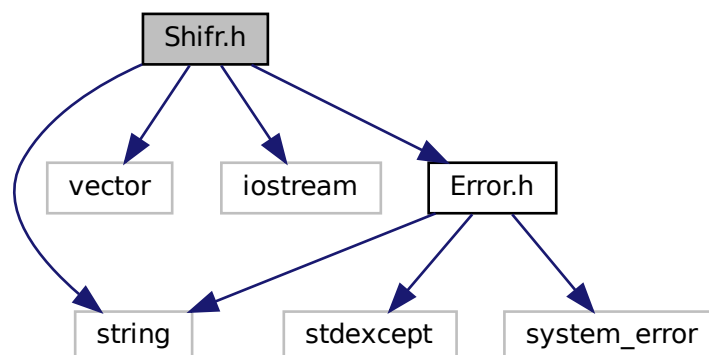 Shifr.h
vector
iostream
Error.h
string
stdexcept
system_error